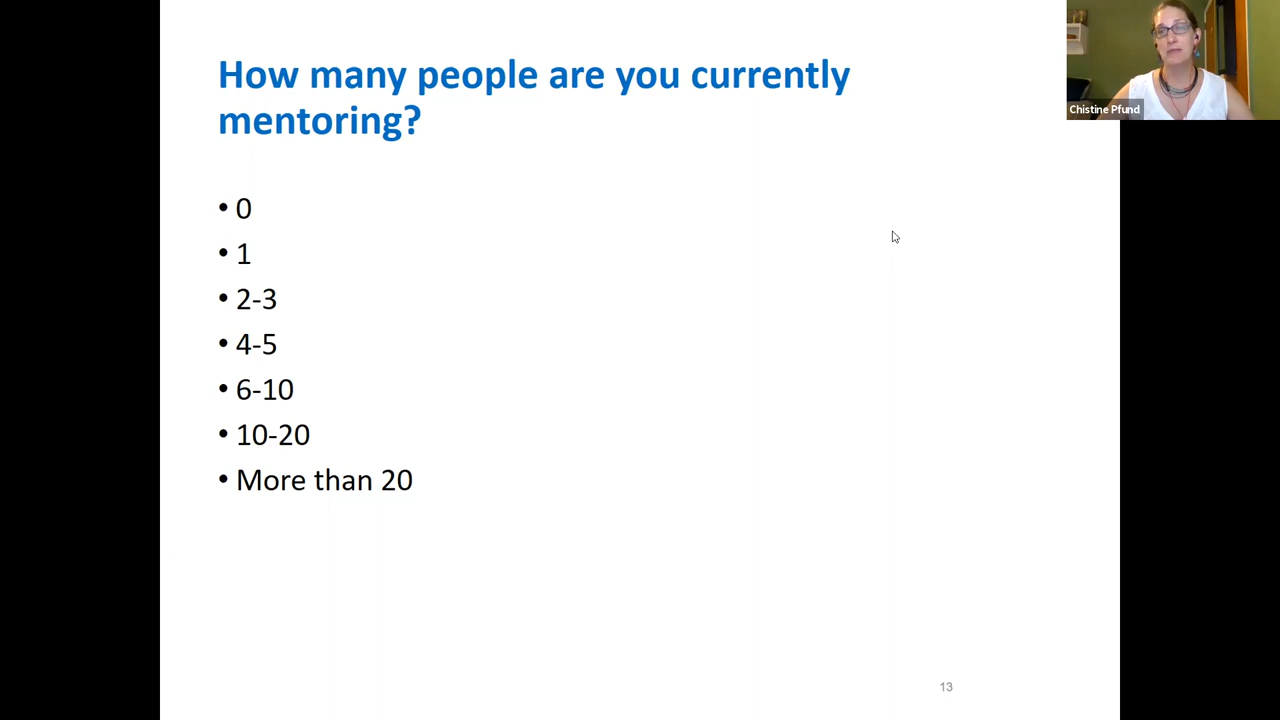 How many people are you currently
mentoring?
• 0
• 1
• 2-3
• 4-5
• 6-10
• 10-20
• More than 20
13
Chistine Pfund